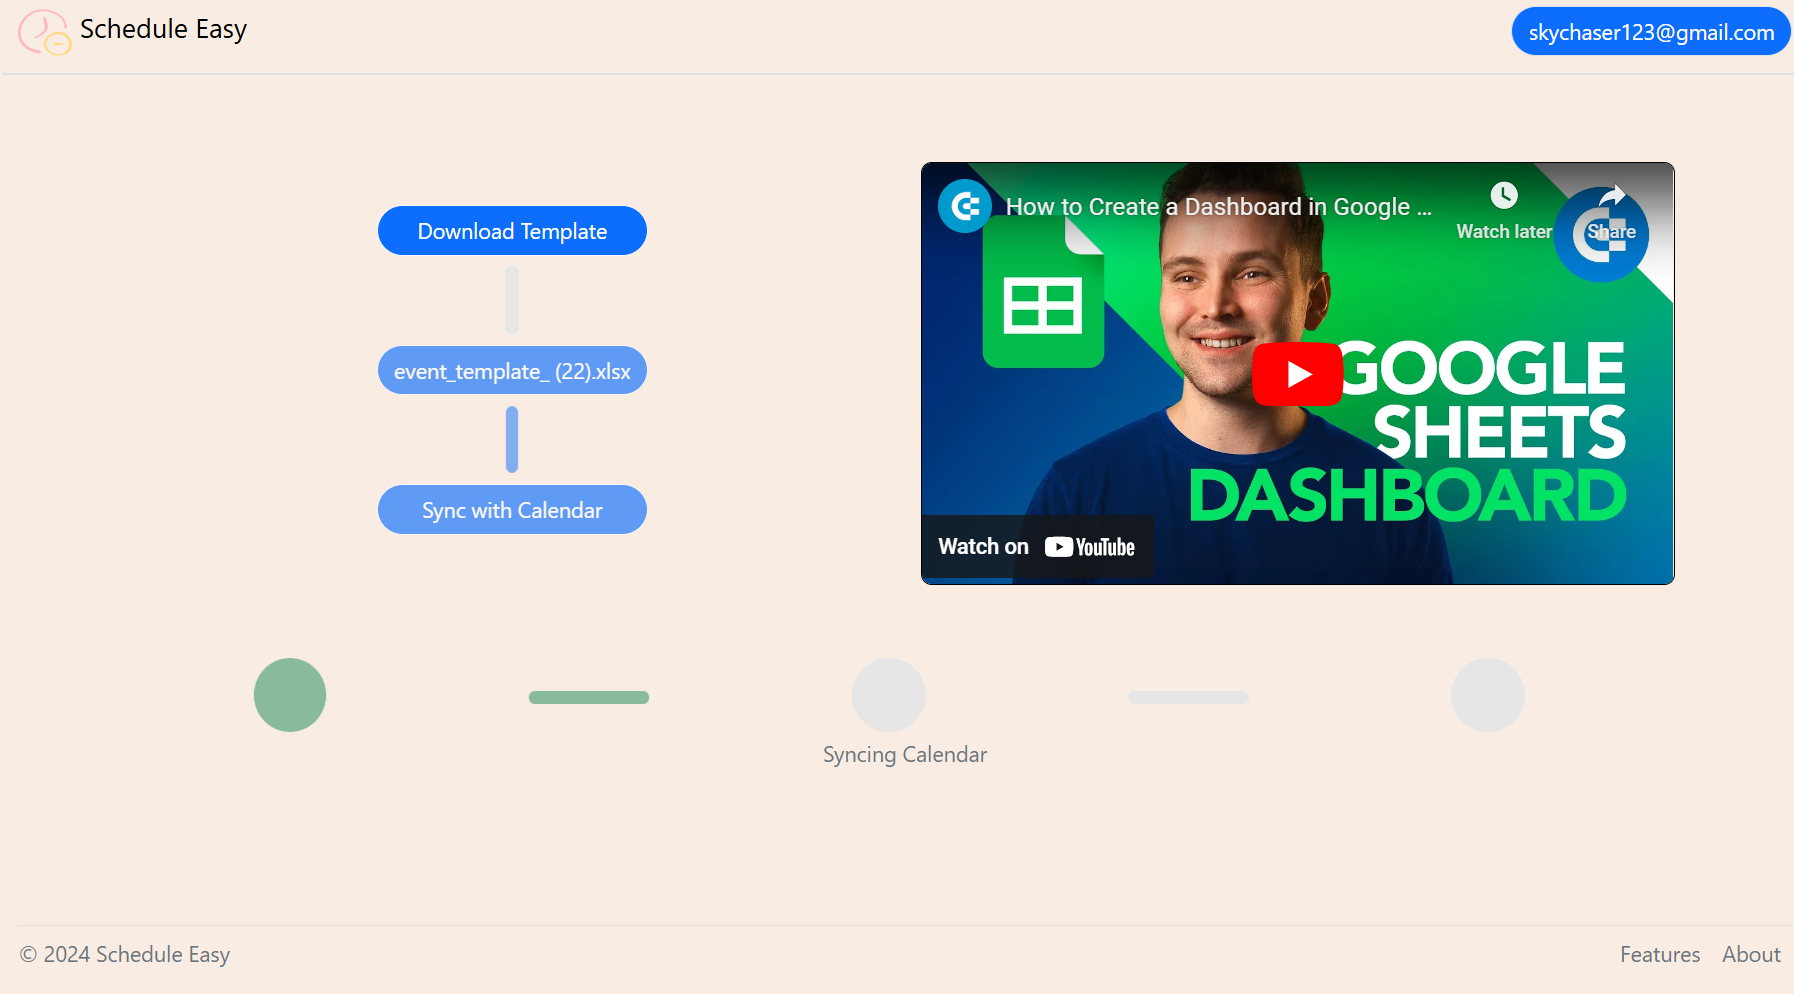 Schedule Easy
skychaser123@gmail.com
Download Template
event_template_ (22).xlsx
Sync with Calendar
How to Create a Dashboard in Google ...
Watch later
Share
GOOGLE
SHEETS
DASHBOARD
Watch on YouTube
Syncing Calendar
© 2024 Schedule Easy
Features About